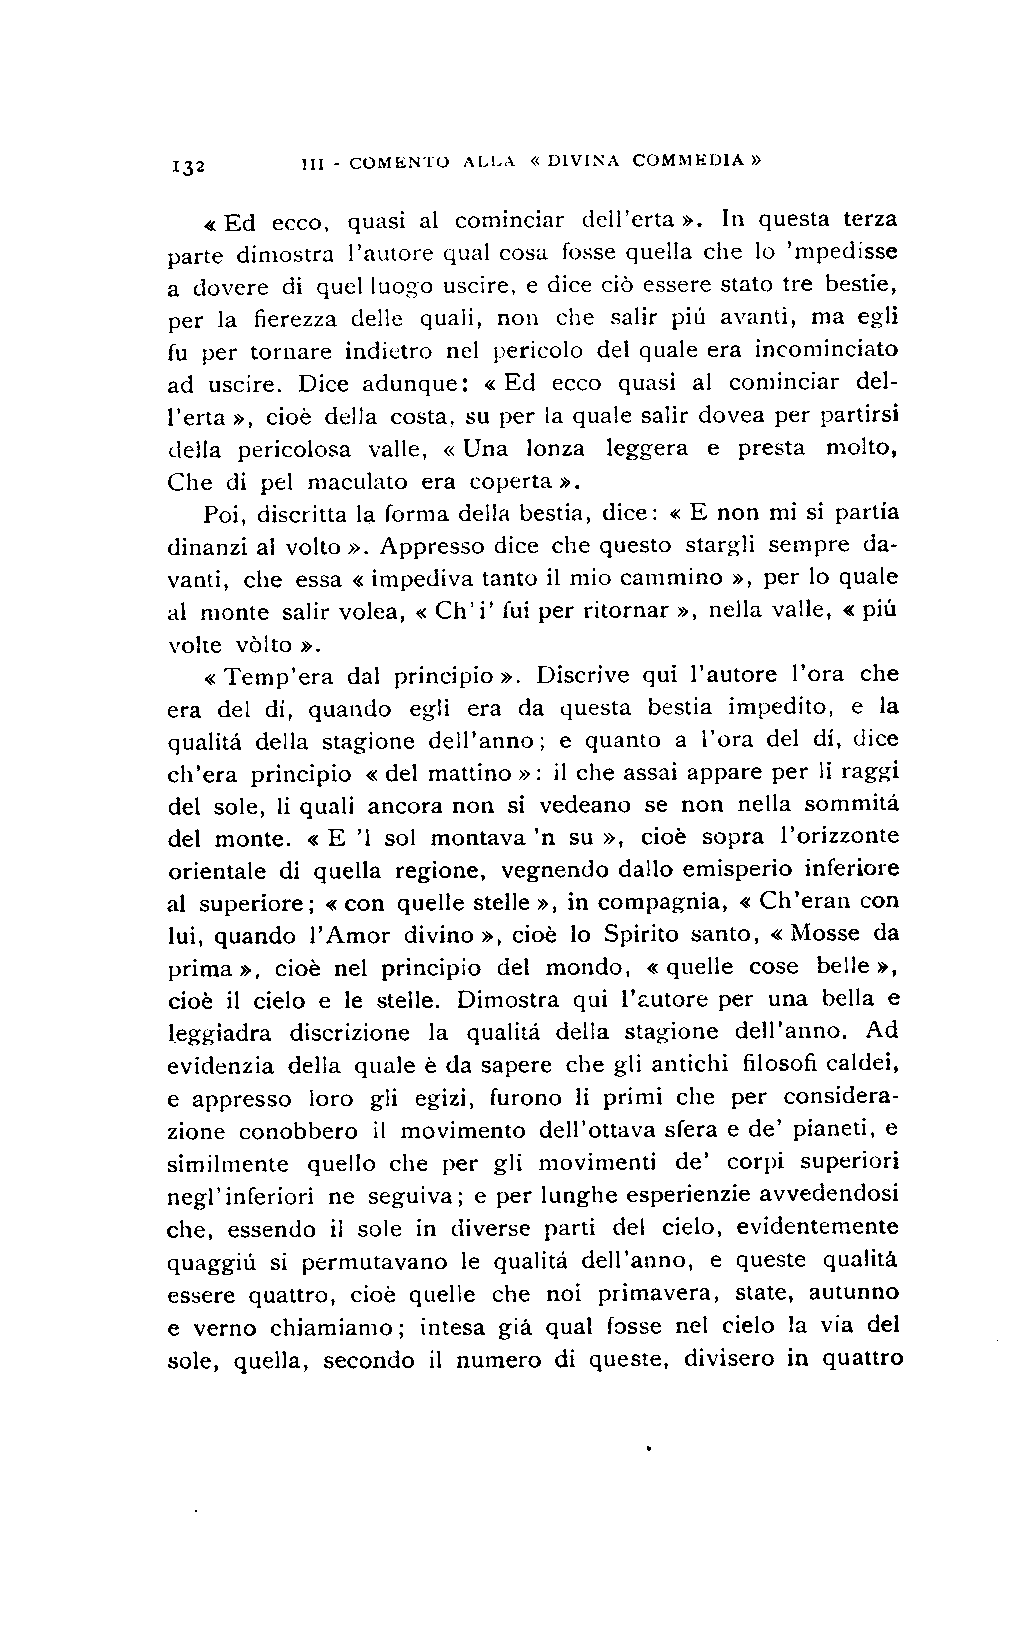 132 III - COMENTO ALLA « DIVINA COMMEDIA »
« Ed ecco, quasi al cominciar dell'erta ». In questa terza
parte dimostra l'autore qual cosa fosse quella che lo 'mpedisse
a dovere di quel luogo uscire, e dice ciò essere stato tre bestie,
per la fierezza delle quali, non che salir piú avanti, ma egli
fu per tornare indietro nel pericolo del quale era incominciato
ad uscire. Dice adunque: « Ed ecco quasi al cominciar del-
l'erta », cioè della costa, su per la quale salir dovea per partirsi
della pericolosa valle, « Una lonza leggera e presta molto,
Che di pel maculato era coperta ».
Poi, discritta la forma della bestia, dice: « E non mi si partía
dinanzi al volto ». Appresso dice che questo stargli sempre da-
vanti, che essa « impediva tanto il mio cammino », per lo quale
al monte salir volea, « Ch'i' fui per ritornar », nella valle, « piú
volte vòlto ».
« Temp'era dal principio ». Discrive qui l'autore l'ora che
era del dí, quando egli era da questa bestia impedito, e la
qualitá della stagione dell'anno; e quanto a l'ora del dí, dice
ch'era principio « del mattino »: il che assai appare per li raggi
del sole, li quali ancora non si vedeano se non nella sommitá
del monte. « E 'l sol montava 'n su », cioè sopra l'orizzonte
orientale di quella regione, vegnendo dallo emisperio inferiore
al superiore; « con quelle stelle », in compagnia, « Ch'eran con
lui, quando l'Amor divino », cioè lo Spirito santo, « Mosse da
prima », cioè nel principio del mondo, « quelle cose belle »,
cioè il cielo e le stelle. Dimostra qui l'autore per una bella e
leggiadra discrizione la qualitá della stagione dell'anno. Ad
evidenzia della quale è da sapere che gli antichi filosofi caldei,
e appresso loro gli egizi, furono li primi che per considera-
zione conobbero il movimento dell'ottava sfera e de' pianeti, e
similmente quello che per gli movimenti de' corpi superiori
negl'inferiori ne seguiva; e per lunghe esperienzie avvedendosi
che, essendo il sole in diverse parti del cielo, evidentemente
quaggiú si permutavano le qualitá dell'anno, e queste qualitá
essere quattro, cioè quelle che noi primavera, state, autunno
e verno chiamiamo; intesa giá qual fosse nel cielo la via del
sole, quella, secondo il numero di queste, divisero in quattro